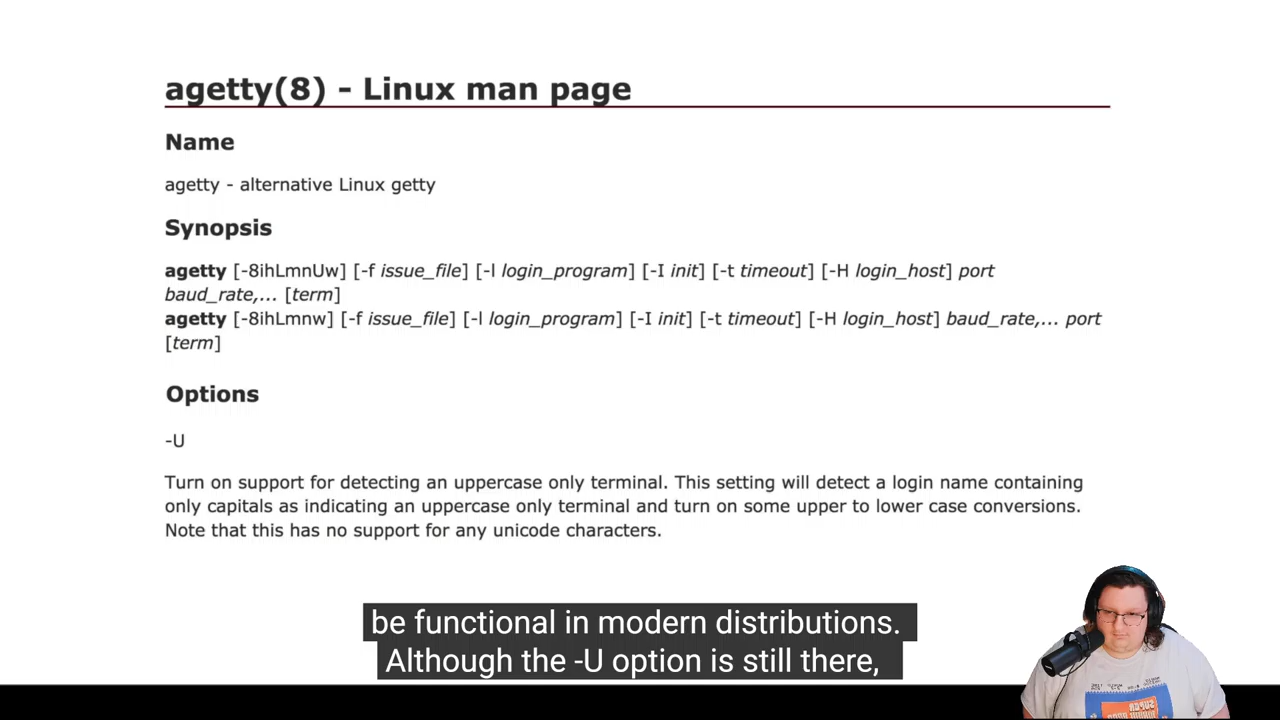 agetty(8) - Linux man page
Name
agetty - alternative Linux getty
Synopsis
agetty [-8ihLmnUw] [-f issue_file] [-l login_program] [-I init] [-t timeout] [-H login_host] port
baud_rate,... [term]
agetty [-8ihLmnw] [-f issue_file] [-l login_program] [-I init] [-t timeout] [-H login_host] baud_rate,... port
[term]
Options
-U
Turn on support for detecting an uppercase only terminal. This setting will detect a login name containing
only capitals as indicating an uppercase only terminal and turn on some upper to lower case conversions.
Note that this has no support for any unicode characters.
be functional in modern distributions.
Although the -U option is still there,
SUPER